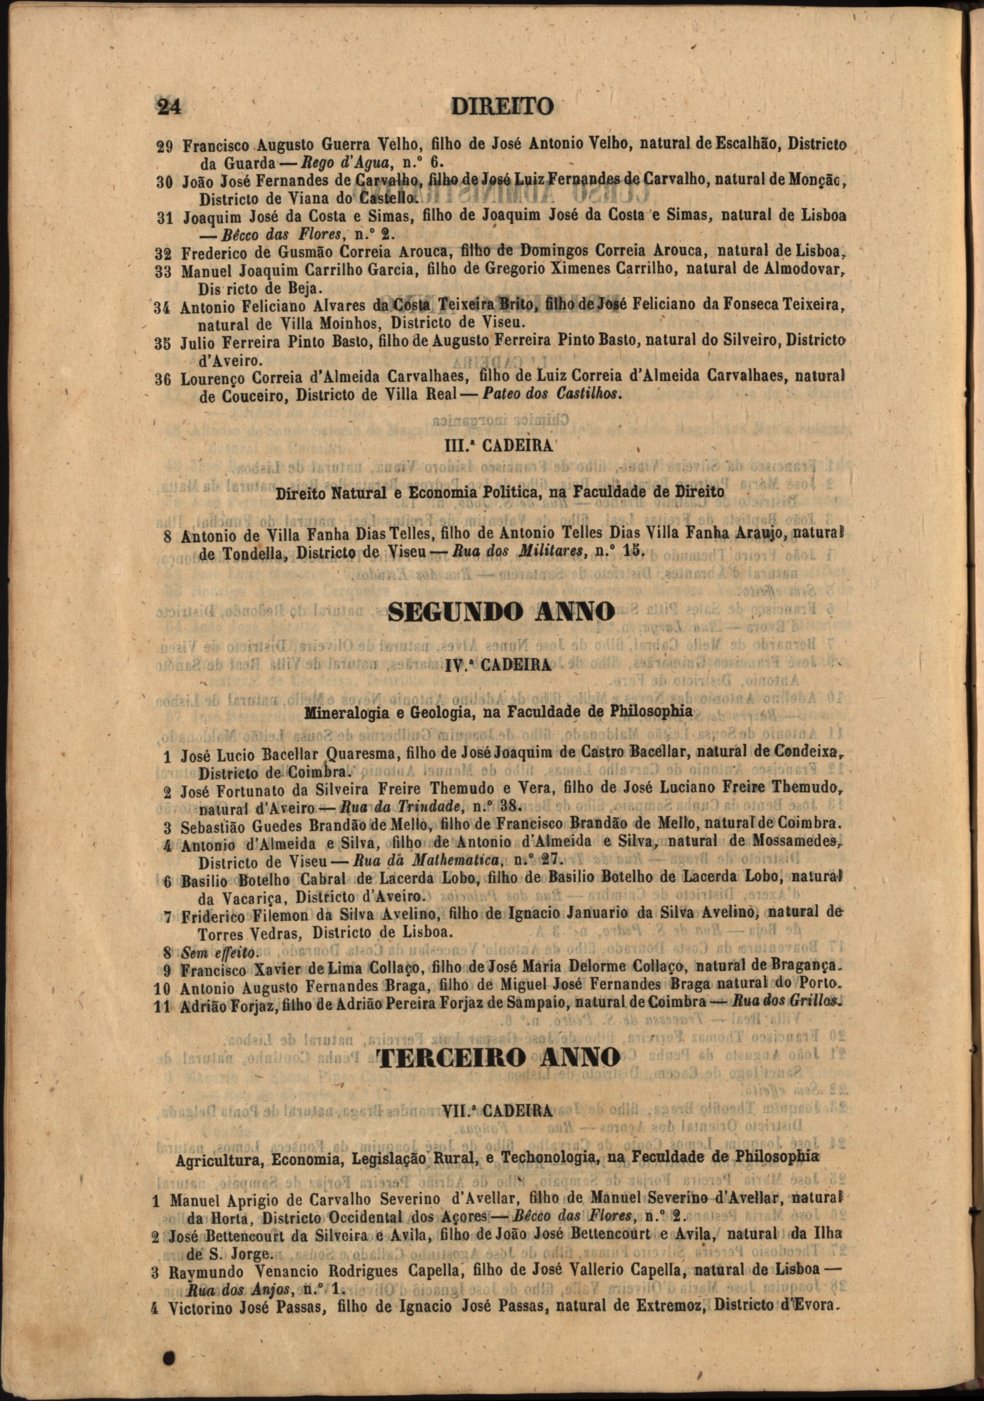 24 DIREITO
29 Francisco Augusto Guerra Velho, filho de José Antonio Velho, natural de Escalhão, Districto
da Guarda — Rego d'Agua, n.º 6.
30 João José Fernandes de Carvalho, filho de José Luiz Fernandes de Carvalho, natural de Monção,
Districto de Viana do Castello.
31 Joaquim José da Costa e Simas, filho de Joaquim José da Costa e Simas, natural de Lisboa
— Bêcco das Flores, n.º 2.
32 Frederico de Gusmão Correia Arouca, filho de Domingos Correia Arouca, natural de Lisboa,
33 Manuel Joaquim Carrilho Garcia, filho de Gregorio Ximenes Carrilho, natural de Almodovar,
Dis ricto de Beja.
34 Antonio Feliciano Alvares da Costa Teixeira Brito, filho de José Feliciano da Fonseca Teixeira,
natural de Villa Moinhos, Districto de Viseu.
35 Julio Ferreira Pinto Basto, filho de Augusto Ferreira Pinto Basto, natural do Silveiro, Districto
d'Aveiro.
36 Lourenço Correia d'Almeida Carvalhaes, filho de Luiz Correia d'Almeida Carvalhaes, natural
de Couceiro, Districto de Villa Real — Pateo dos Castilhos.
III.ª CADEIRA
Direito Natural e Economia Politica, na Faculdade de Direito
8 Antonio de Villa Fanha Dias Telles, filho de Antonio Telles Dias Villa Fanha Araujo, natural
de Tondella, Districto de Viseu — Rua dos Militares, n.º 15.
SEGUNDO ANNO
IV.ª CADEIRA
Mineralogia e Geologia, na Faculdade de Philosophia
1 José Lucio Bacellar Quaresma, filho de José Joaquim de Castro Bacellar, natural de Condeixa,
Districto de Coimbra.
2 José Fortunato da Silveira Freire Themudo e Vera, filho de José Luciano Freire Themudo,
natural d'Aveiro — Rua da Trindade, n.º 38.
3 Sebastião Guedes Brandão de Mello, filho de Francisco Brandão de Mello, natural de Coimbra.
4 Antonio d'Almeida e Silva, filho de Antonio d'Almeida e Silva, natural de Mossamedes,
Districto de Viseu — Rua da Mathematica, n.º 27.
6 Basilio Botelho Cabral de Lacerda Lobo, filho de Basilio Botelho de Lacerda Lobo, natural
da Vacariça, Districto d'Aveiro.
7 Friderico Filemon da Silva Avelino, filho de Ignacio Januario da Silva Avelino, natural de
Torres Vedras, Districto de Lisboa.
8 Sem effeito.
9 Francisco Xavier de Lima Collaço, filho de José Maria Delorme Collaço, natural de Bragança.
10 Antonio Augusto Fernandes Braga, filho de Miguel José Fernandes Braga natural do Porto.
11 Adrião Forjaz, filho de Adrião Pereira Forjaz de Sampaio, natural de Coimbra — Rua dos Grillos.
TERCEIRO ANNO
VII.ª CADEIRA
Agricultura, Economia, Legislação Rural, e Techonologia, na Feculdade de Philosophia
1 Manuel Aprigio de Carvalho Severino d'Avellar, filho de Manuel Severino d'Avellar, natural
da Horta, Districto Occidental dos Açores — Bêcco das Flores, n.º 2.
2 José Bettencourt da Silveira e Avila, filho de João José Bettencourt e Avila, natural da Ilha
de S. Jorge.
3 Raymundo Venancio Rodrigues Capella, filho de José Vallerio Capella, natural de Lisboa —
Rua dos Anjos, n.º 1.
4 Victorino José Passas, filho de Ignacio José Passas, natural de Extremoz, Districto d'Evora.